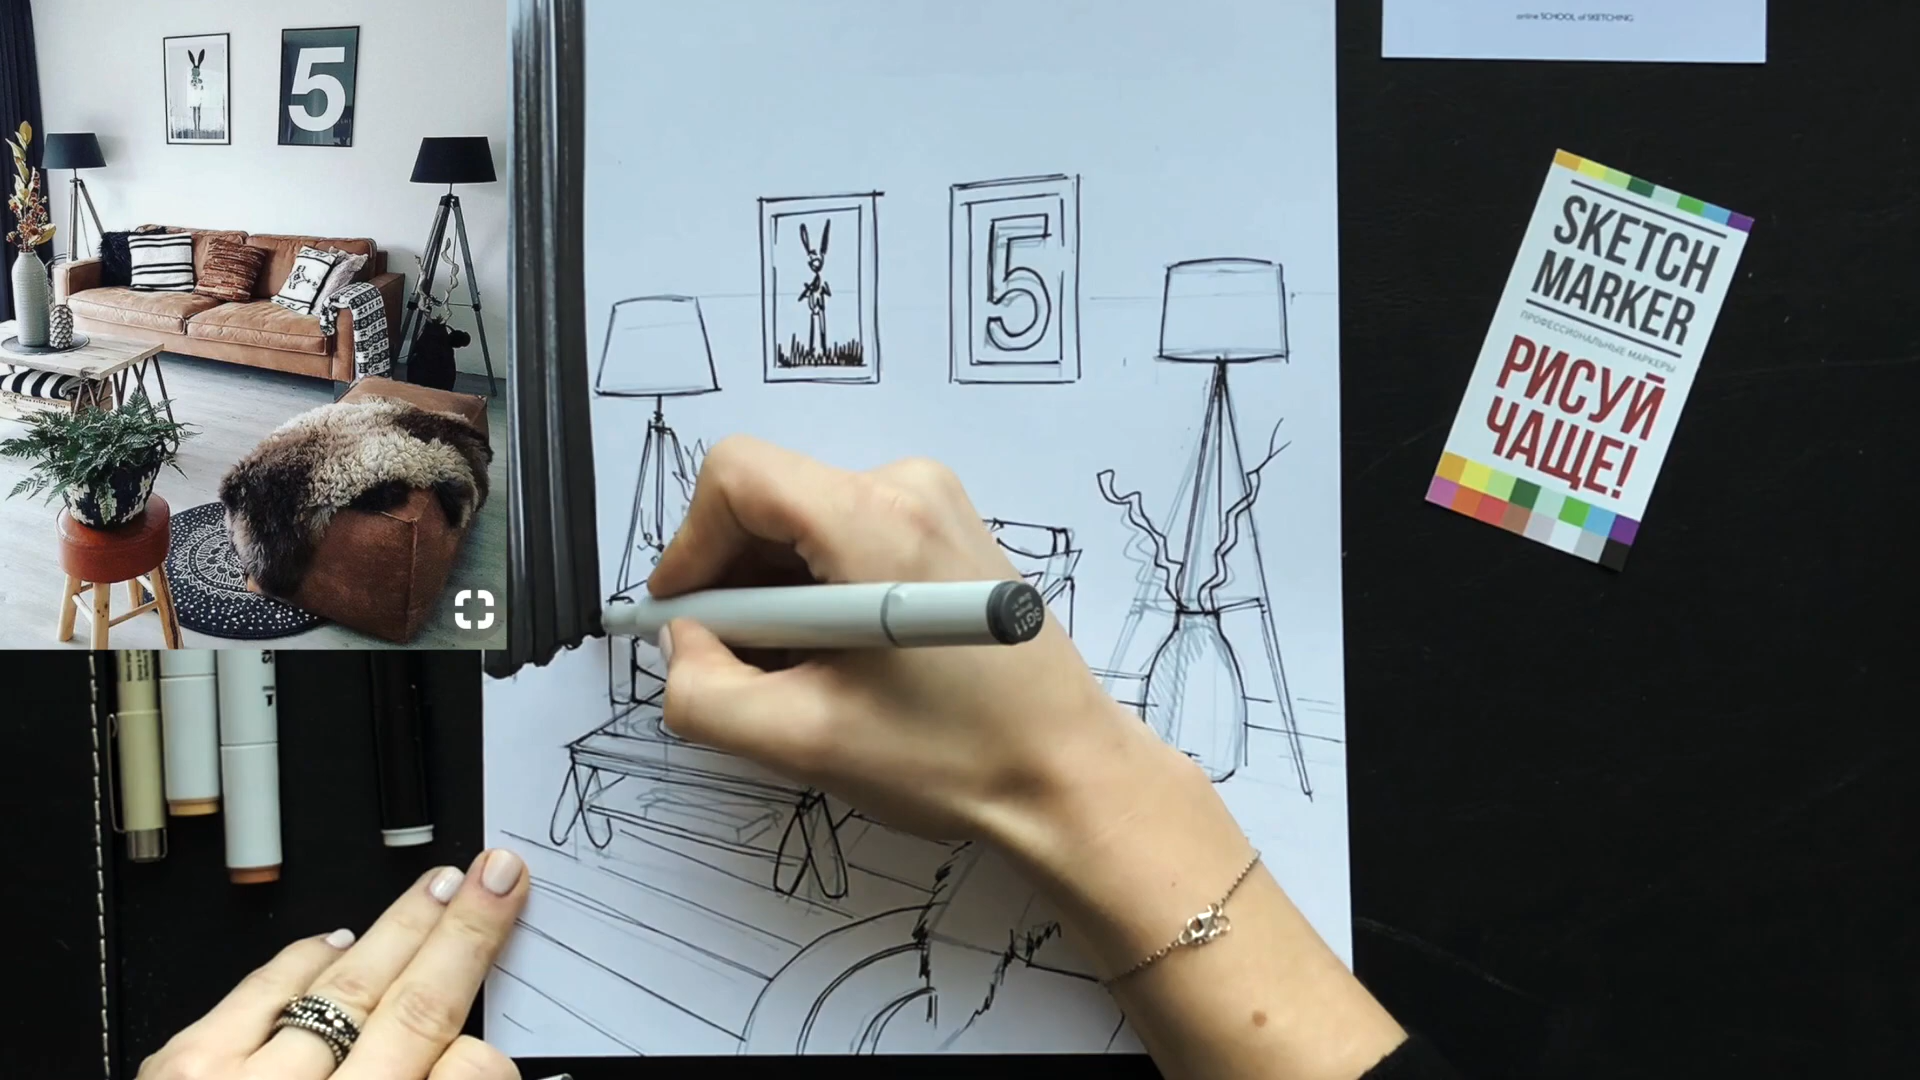 5
online SCHOOL of SKETCHING
5
SKETCH
MARKER
ПРОФЕССИОНАЛЬНЫЕ МАРКЕРЫ
РИСУЙ
ЧАЩЕ!
SG11